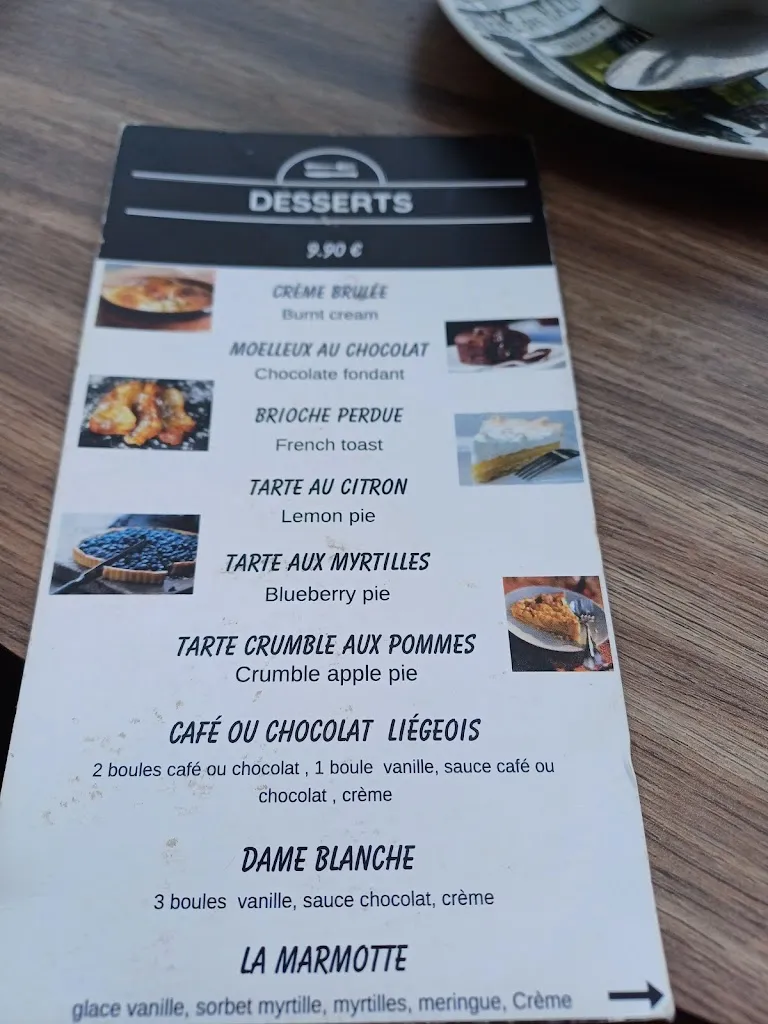 DESSERTS
9.90 €
CRÈME BRULÉE
Burnt cream
MOELLEUX AU CHOCOLAT
Chocolate fondant
BRIOCHE PERDUE
French toast
TARTE AU CITRON
Lemon pie
TARTE AUX MYRTILLES
Blueberry pie
TARTE CRUMBLE AUX POMMES
Crumble apple pie
CAFÉ OU CHOCOLAT LIÉGEOIS
2 boules café ou chocolat , 1 boule vanille, sauce café ou
chocolat , crème
DAME BLANCHE
3 boules vanille, sauce chocolat, crème
LA MARMOTTE
glace vanille, sorbet myrtille, myrtilles, meringue, Crème